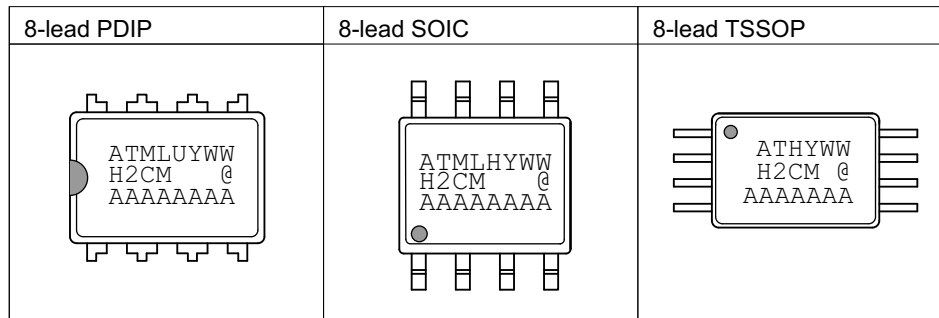 8-lead PDIP
8-lead SOIC
8-lead TSSOP
ATMLUYWW
H2CM @
AAAAAAAA
ATMLHYWW
H2CM @
AAAAAAAA
ATHYWW
H2CM @
AAAAAAA